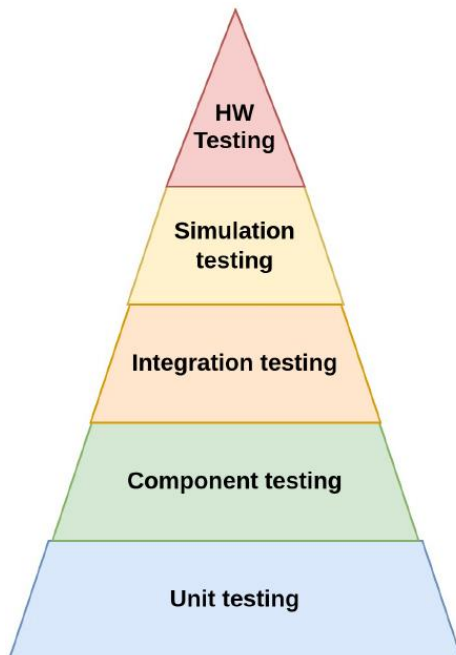 HW
Testing
Simulation
testing
Integration testing
Component testing
Unit testing